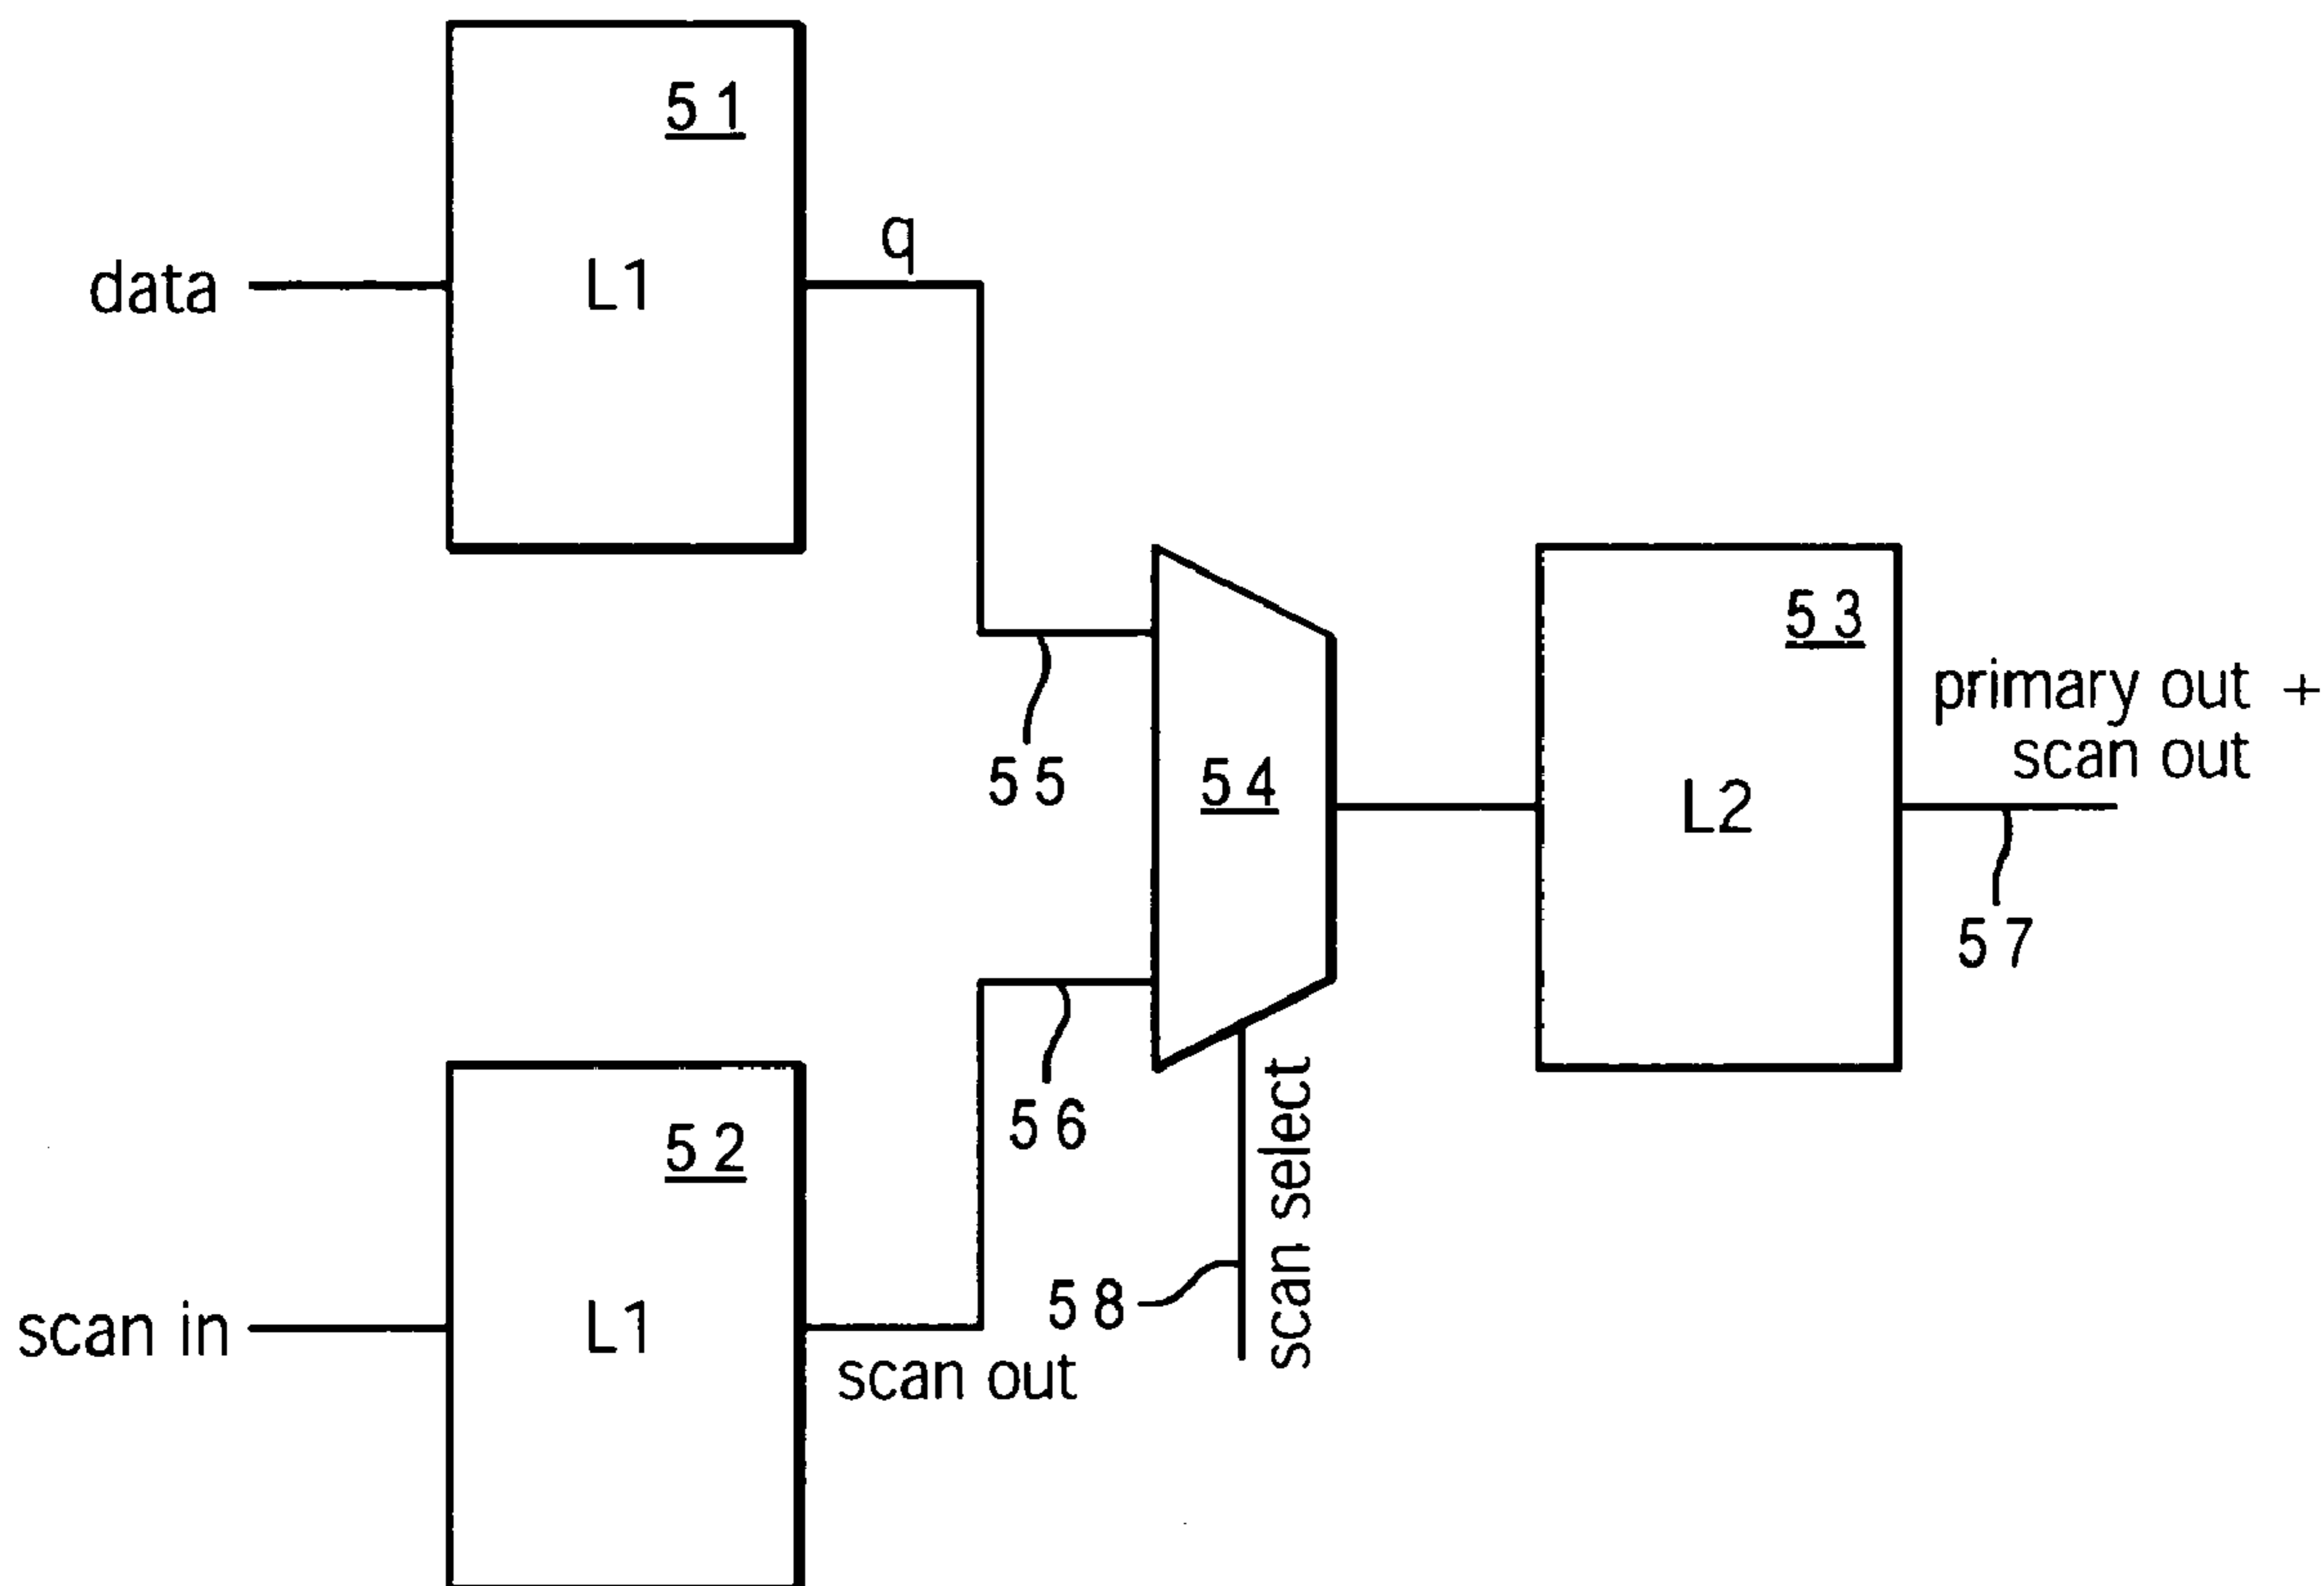 51
q
data
L1
53
primary out +
scan out
55
54
L2
57
56
52
scan select
58
scan in
L1
scan out